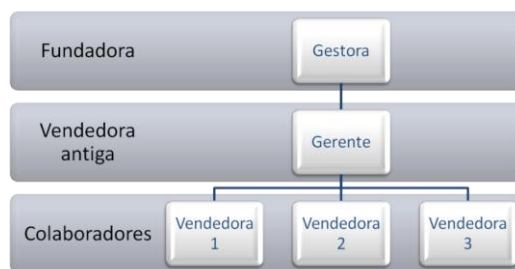 Fundadora
Gestora
Vendedora
antiga
Gerente
Colaboradores
Vendedora
1
Vendedora
2
Vendedora
3